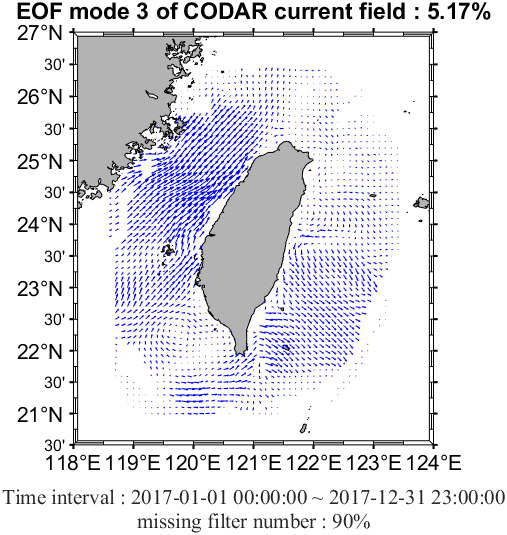 EOF mode 3 of CODAR current field : 5.17%
27°N
30'
26°N
30'
25°N
30'
24°N
30'
23°N
30'
22°N
30'
21°N
30'
118°E 119°E 120°E 121°E 122°E 123°E 124°E
Time interval : 2017-01-01 00:00:00 ~ 2017-12-31 23:00:00
missing filter number : 90%